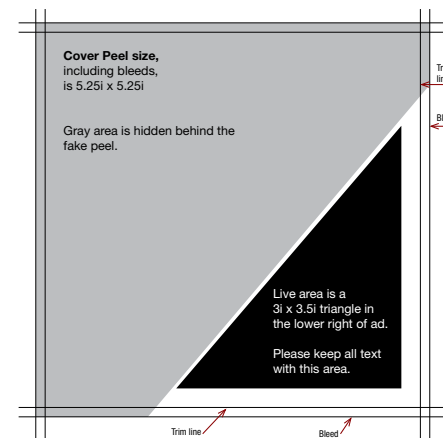 Cover Peel size,
including bleeds,
is 5.25i x 5.25i
Gray area is hidden behind the
fake peel.
Live area is a
3i x 3.5i triangle in
the lower right of ad.
Please keep all text
with this area.
Trim line
Bleed